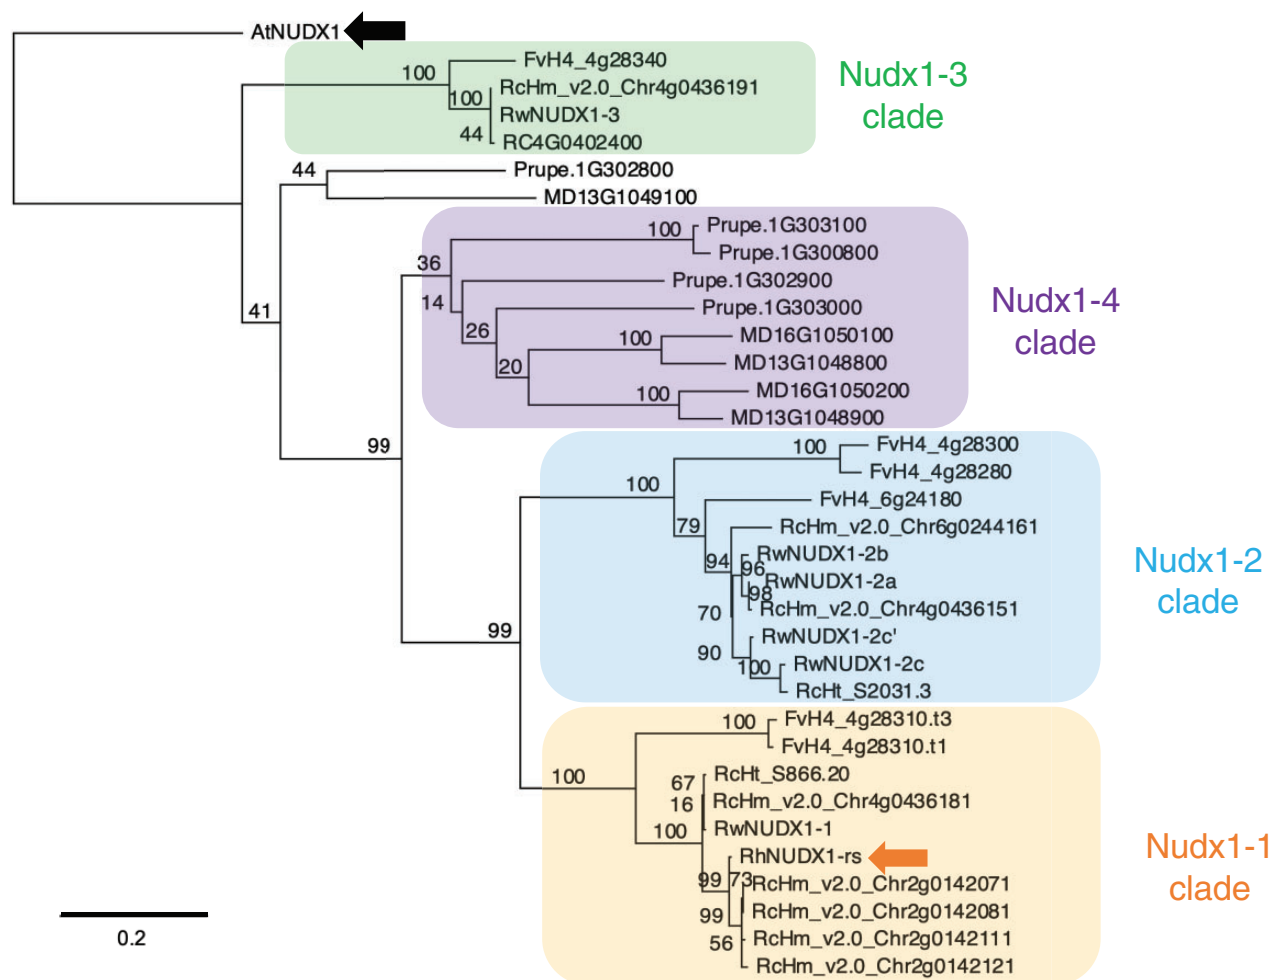 AtNUDX1
FvH4_4g28340
100
RcHm_v2.0_Chr4g0436191
100
RwNUDX1-3
44
RC4G0402400
Nudx1-3
clade
44
Prupe.1G302800
MD13G1049100
41
Prupe.1G303100
100
Prupe.1G300800
36
Prupe.1G302900
14
Prupe.1G303000
26
MD16G1050100
100
MD13G1048800
20
MD16G1050200
100
MD13G1048900
Nudx1-4
clade
99
FvH4_4g28300
100
FvH4_4g28280
100
FvH4_6g24180
79
RcHm_v2.0_Chr6g0244161
94
RwNUDX1-2b
96
RwNUDX1-2a
98
RcHm_v2.0_Chr4g0436151
70
RwNUDX1-2c'
90
100
RwNUDX1-2c
RcHt_S2031.3
Nudx1-2
clade
99
FvH4_4g28310.t3
100
FvH4_4g28310.t1
100
RcHt_S866.20
67
RcHm_v2.0_Chr4g0436181
16
RwNUDX1-1
100
RhNUDX1-rs
99
73
RcHm_v2.0_Chr2g0142071
RcHm_v2.0_Chr2g0142081
99
RcHm_v2.0_Chr2g0142111
56
RcHm_v2.0_Chr2g0142121
Nudx1-1
clade
0.2